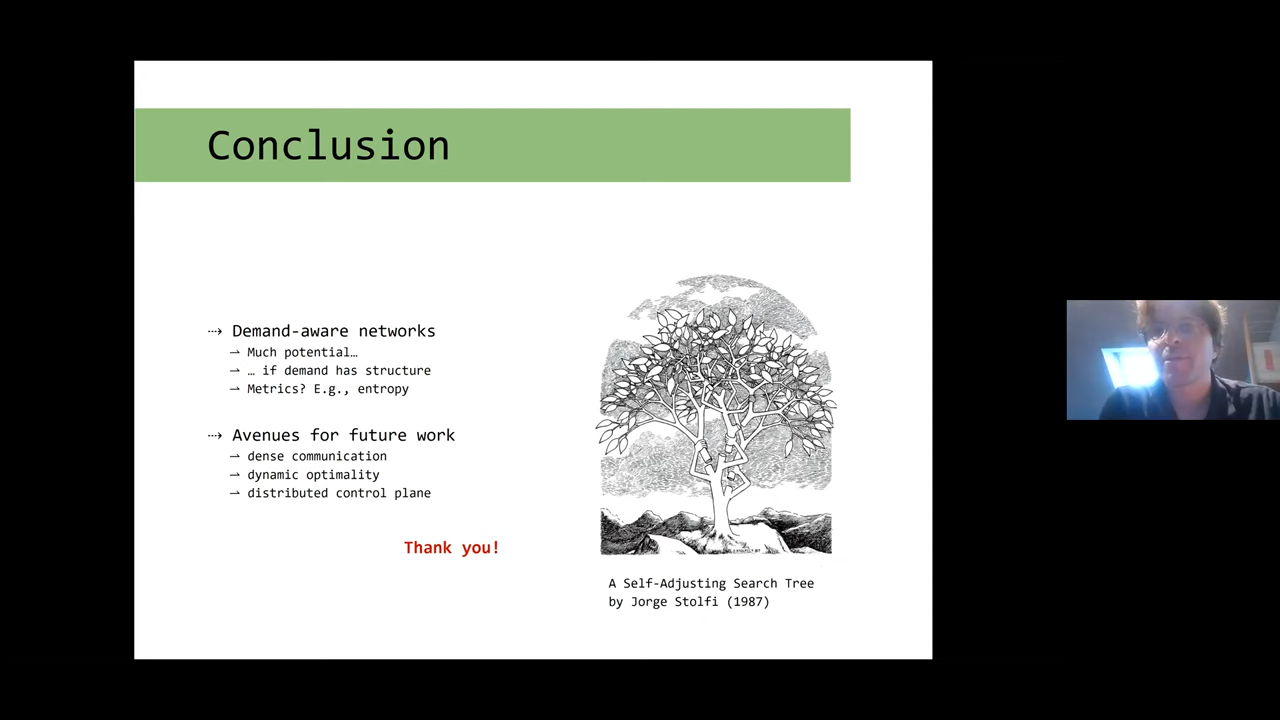 Conclusion
⇢ Demand-aware networks
⇀ Much potential…
⇀ … if demand has structure
⇀ Metrics? E.g., entropy
⇢ Avenues for future work
⇀ dense communication
⇀ dynamic optimality
⇀ distributed control plane
Thank you!
A Self-Adjusting Search Tree
by Jorge Stolfi (1987)